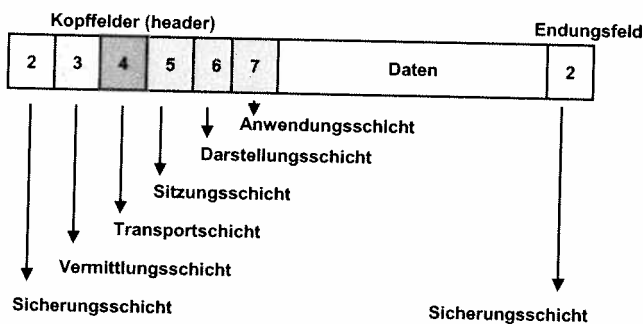 Kopffelder (header)
Endungsfeld
2 3 4 5 6 7 Daten 2
Anwendungsschicht
Darstellungsschicht
Sitzungsschicht
Transportschicht
Vermittlungsschicht
Sicherungsschicht Sicherungsschicht